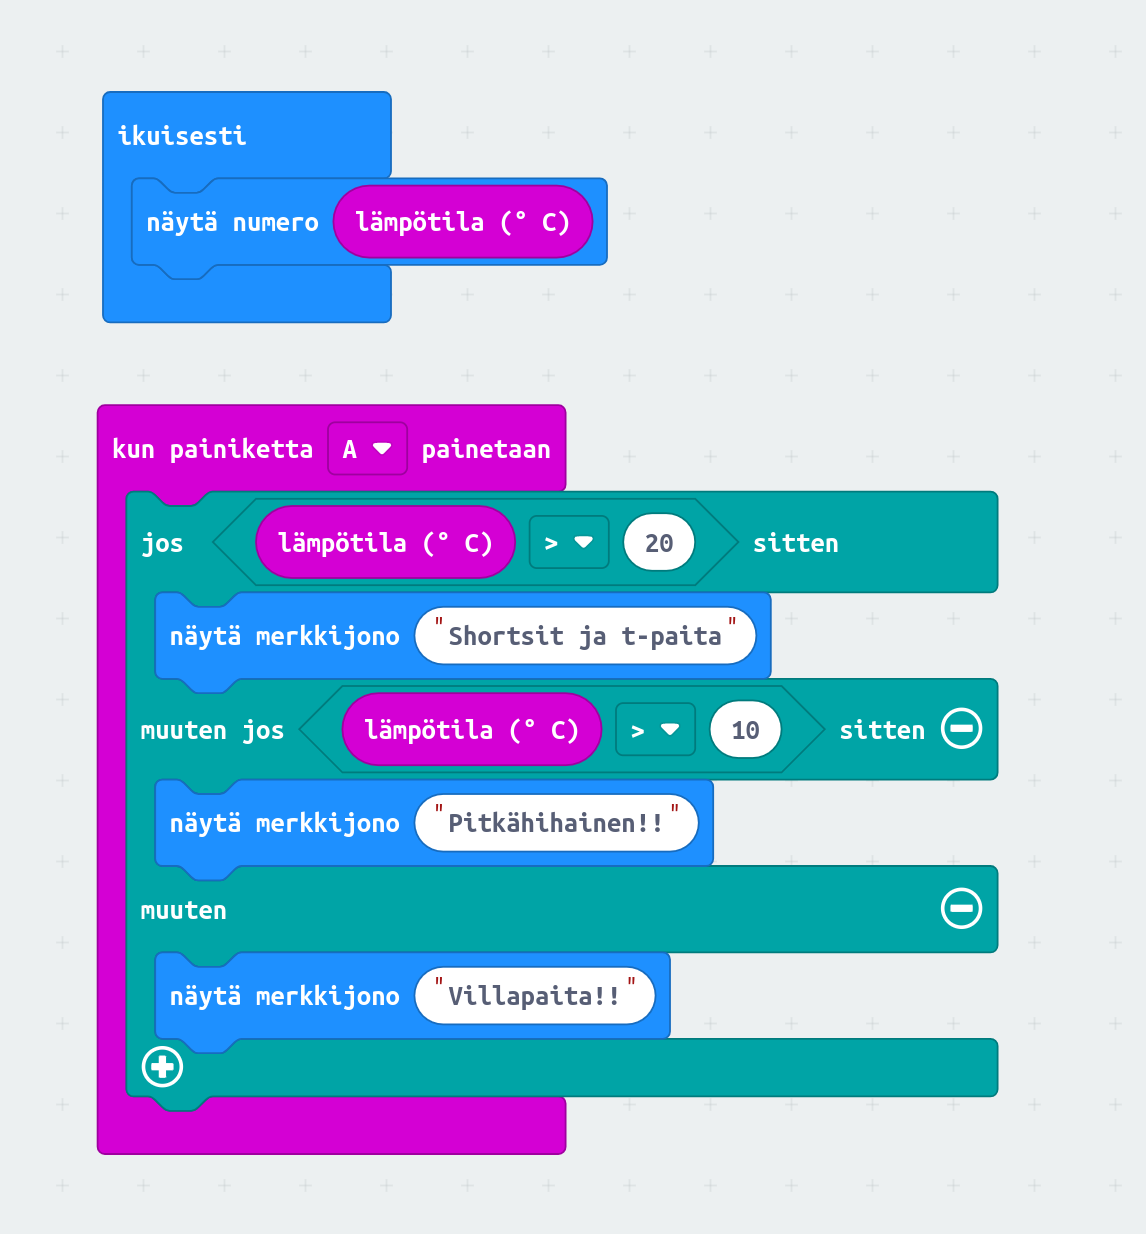 ikuisesti
näytä numero lämpötila (° C)
kun painiketta A painetaan
jos lämpötila (° C) > 20 sitten
näytä merkkijono "Shortsit ja t-paita"
muuten jos lämpötila (° C) > 10 sitten
näytä merkkijono "Pitkähihainen!!"
muuten
näytä merkkijono "Villapaita!!"